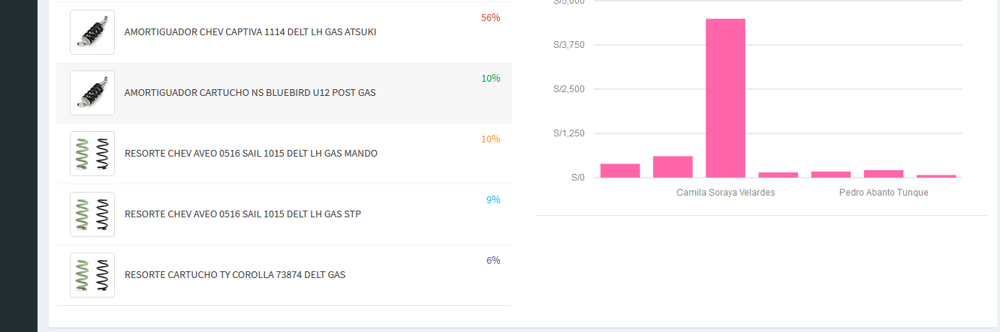 56%
AMORTIGUADOR CHEV CAPTIVA 1114 DELT LH GAS ATSUKI
10%
AMORTIGUADOR CARTUCHO NS BLUEBIRD U12 POST GAS
10%
RESORTE CHEV AVEO 0516 SAIL 1015 DELT LH GAS MANDO
9%
RESORTE CHEV AVEO 0516 SAIL 1015 DELT LH GAS STP
6%
RESORTE CARTUCHO TY COROLLA 73874 DELT GAS
S/5,000
S/3,750
S/2,500
S/1,250
S/0
Camila Soraya Velardes
Pedro Abanto Tunque